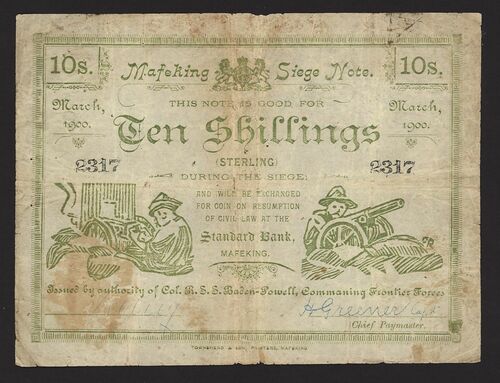 10s. Mafeking Siege Note. 10s.
March, 1900. THIS NOTE IS GOOD FOR March, 1900.
Ten Shillings
2317 (STERLING) 2317
DURING THE SIEGE:
AND WILL BE EXCHANGED
FOR COIN ON RESUMPTION
OF CIVIL LAW AT THE
Standard Bank,
MAFEKING.
Issued by authority of Col. R. S. S. Baden-Powell, Commaning Frontier Forces
H Greener Capt
(Chief Paymaster.
TOWNSHEND & SON, PRINTERS, MAFEKING